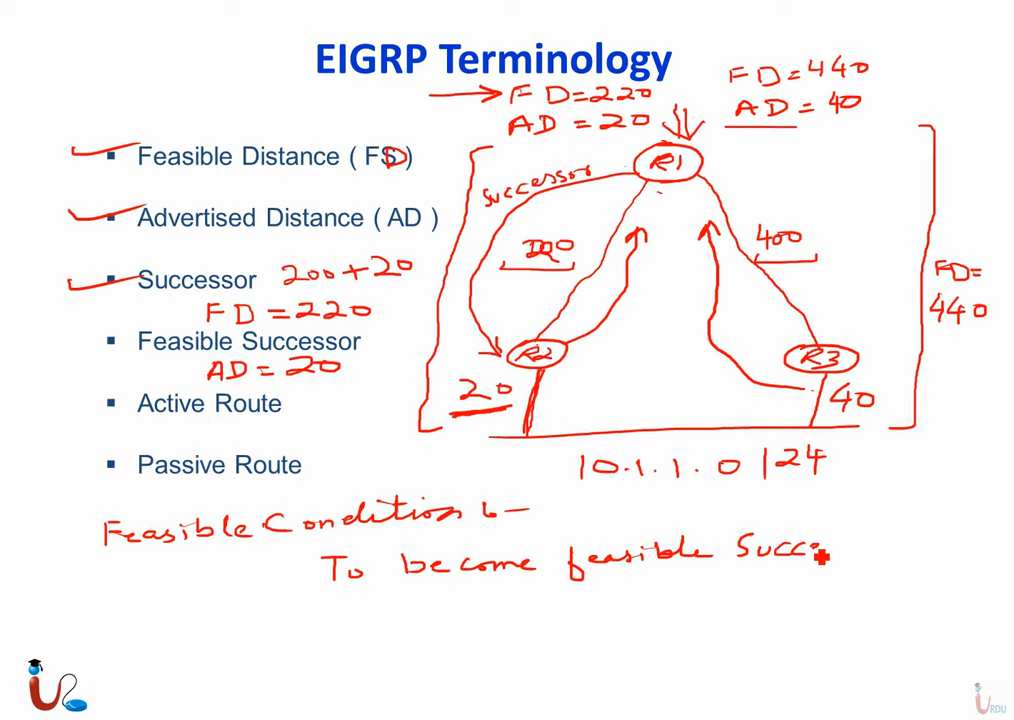 EIGRP Terminology
FD=220
AD = 20
FD=440
AD = 40
Feasible Distance ( FD )
Advertised Distance ( AD )
Successor 200+20
FD = 220
Feasible Successor
AD = 20
Active Route
Passive Route
R1
Successor
400
R2
R3
20
40
FD=
440
10.1.1.0 /24
Feasible Condition :-
To become feasible Succ
URDU